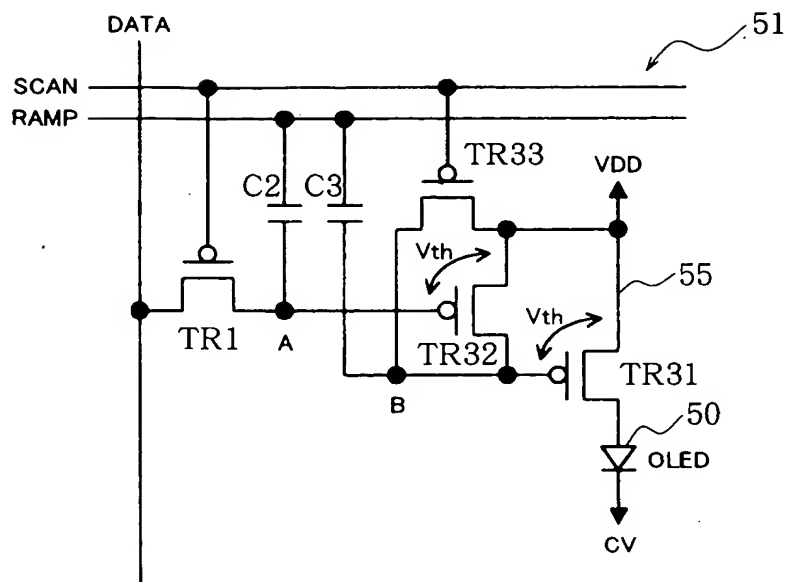 DATA
51
SCAN
RAMP
TR33
VDD
C2
C3
Vth
55
TR1
A
TR32
Vth
TR31
B
50
OLED
CV